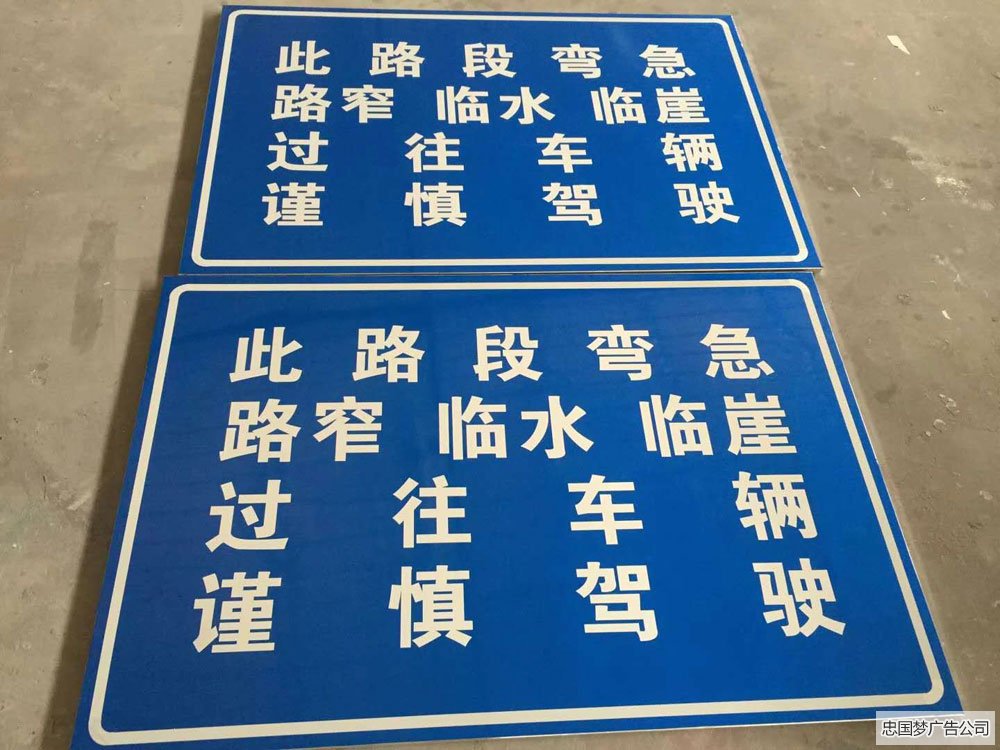 此路段弯急
路窄 临水 临崖
过往车辆
谨慎驾驶
此路段弯急
路窄 临水 临崖
过往车辆
谨慎驾驶
忠国梦广告公司